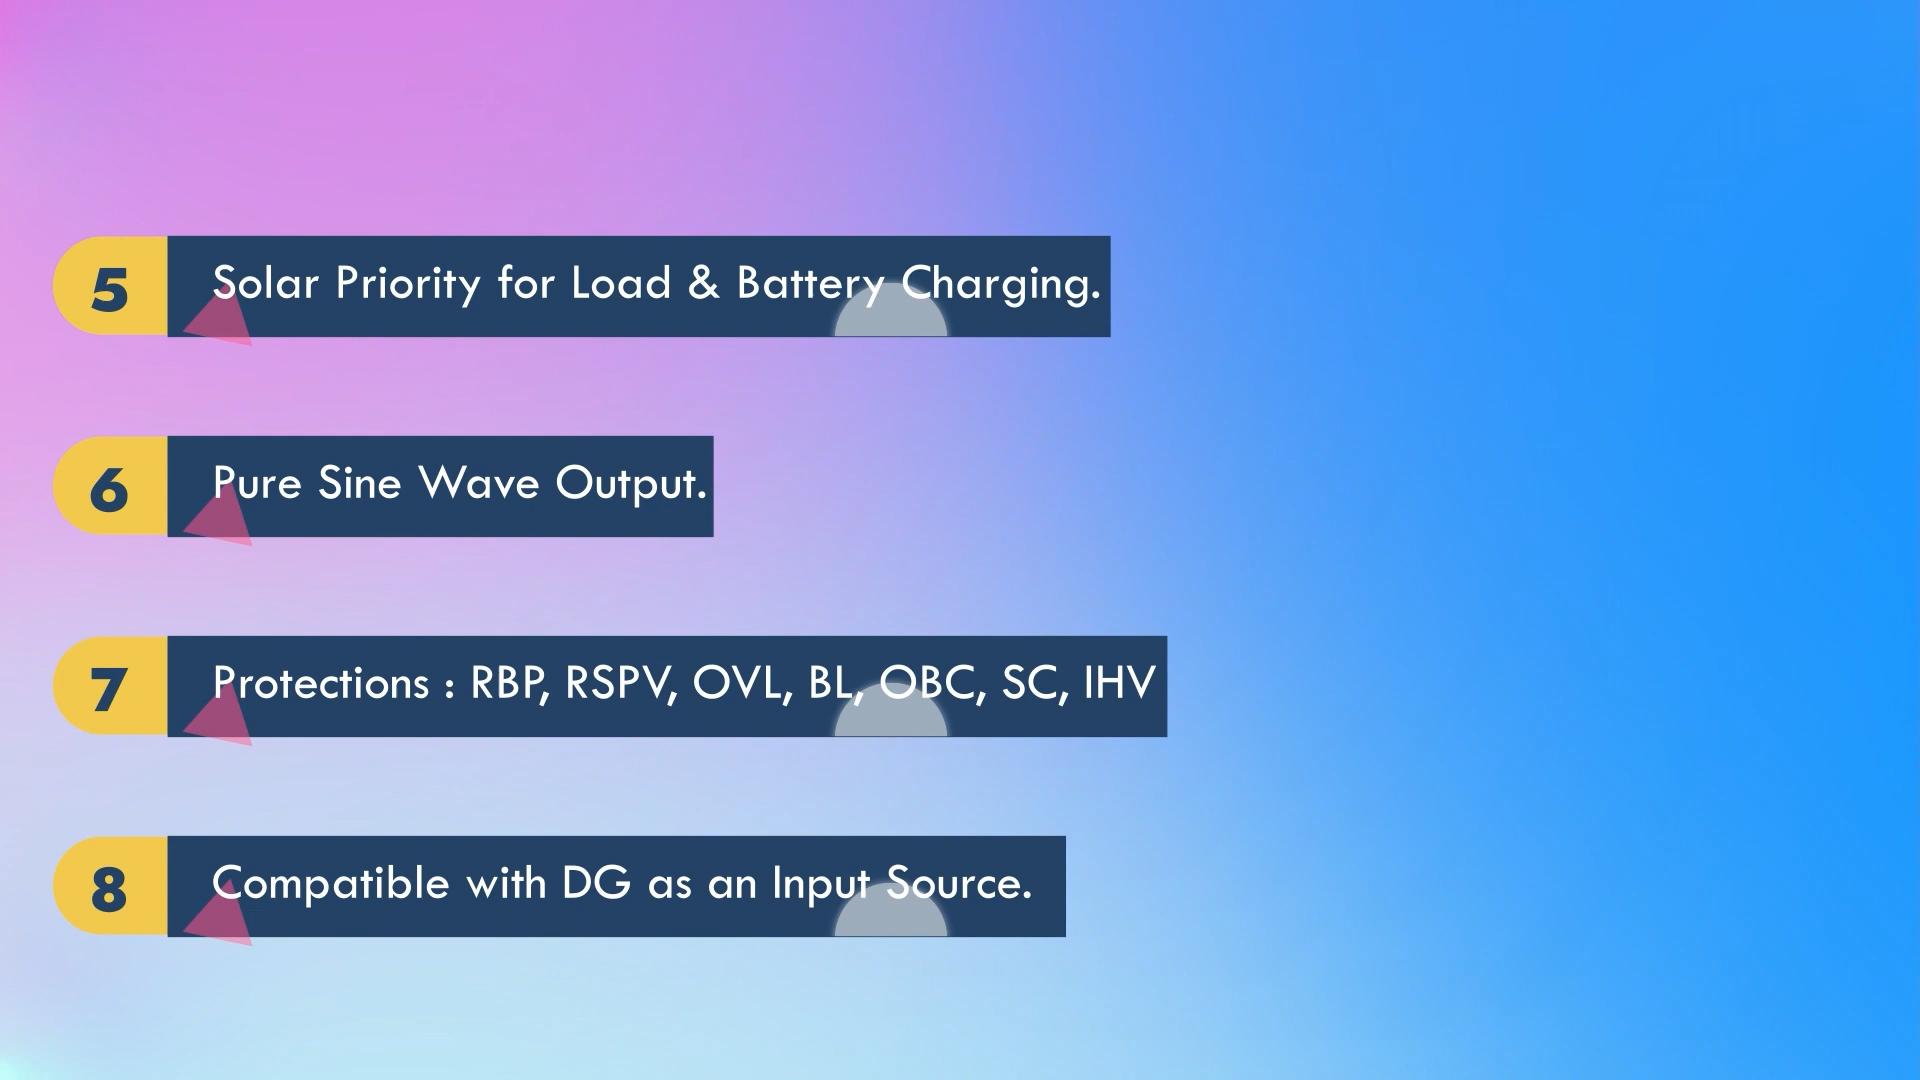 5 Solar Priority for Load & Battery Charging.
6 Pure Sine Wave Output.
7 Protections : RBP, RSPV, OVL, BL, OBC, SC, IHV
8 Compatible with DG as an Input Source.